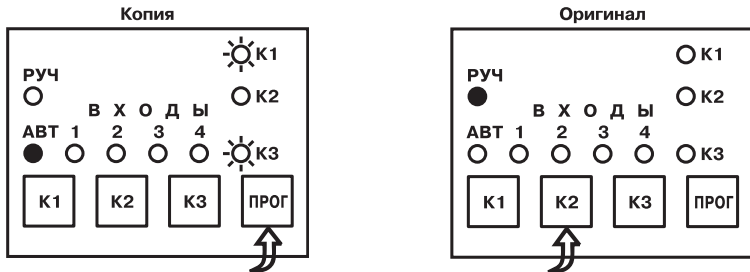 Копия
К1
РУЧ
К2
В Х О Д Ы
АВТ 1 2 3 4
К3
К1 К2 К3 ПРОГ
Оригинал
К1
РУЧ
К2
В Х О Д Ы
АВТ 1 2 3 4
К3
К1 К2 К3 ПРОГ